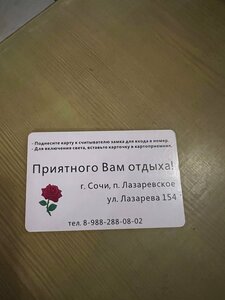 - Поднесите карту к считывателю замка для входа в номер.
- Для включения света, вставьте карточку в картоприемник.
Приятного Вам отдыха!
г. Сочи, п. Лазаревское
ул. Лазарева 154
тел. 8-988-288-08-02